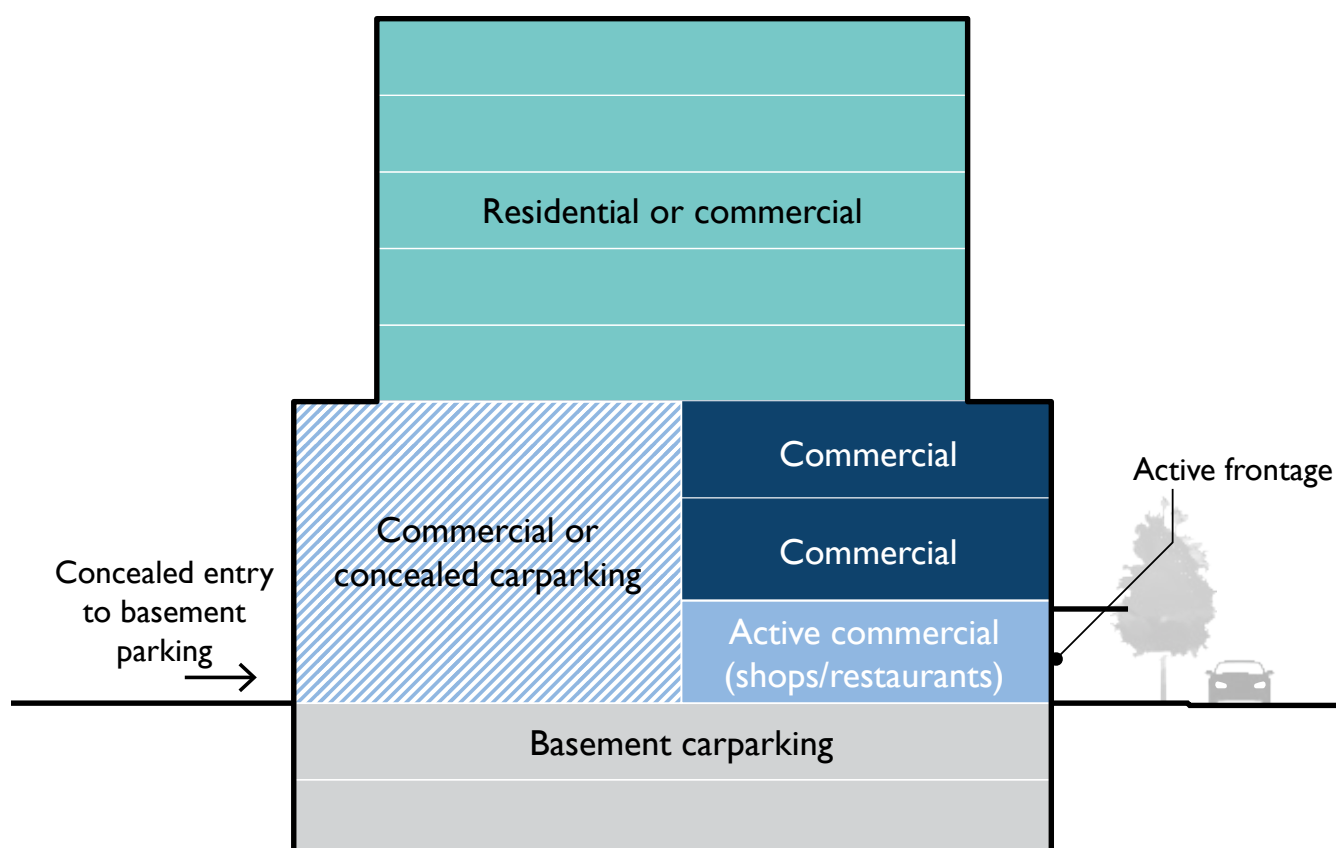 Residential or commercial
Commercial
Active frontage
Commercial or
concealed carparking
Commercial
Concealed entry
to basement
parking
Active commercial
(shops/restaurants)
Basement carparking